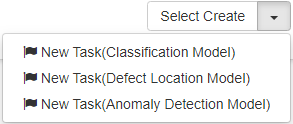 Select Create
New Task(Classification Model)
New Task(Defect Location Model)
New Task(Anomaly Detection Model)